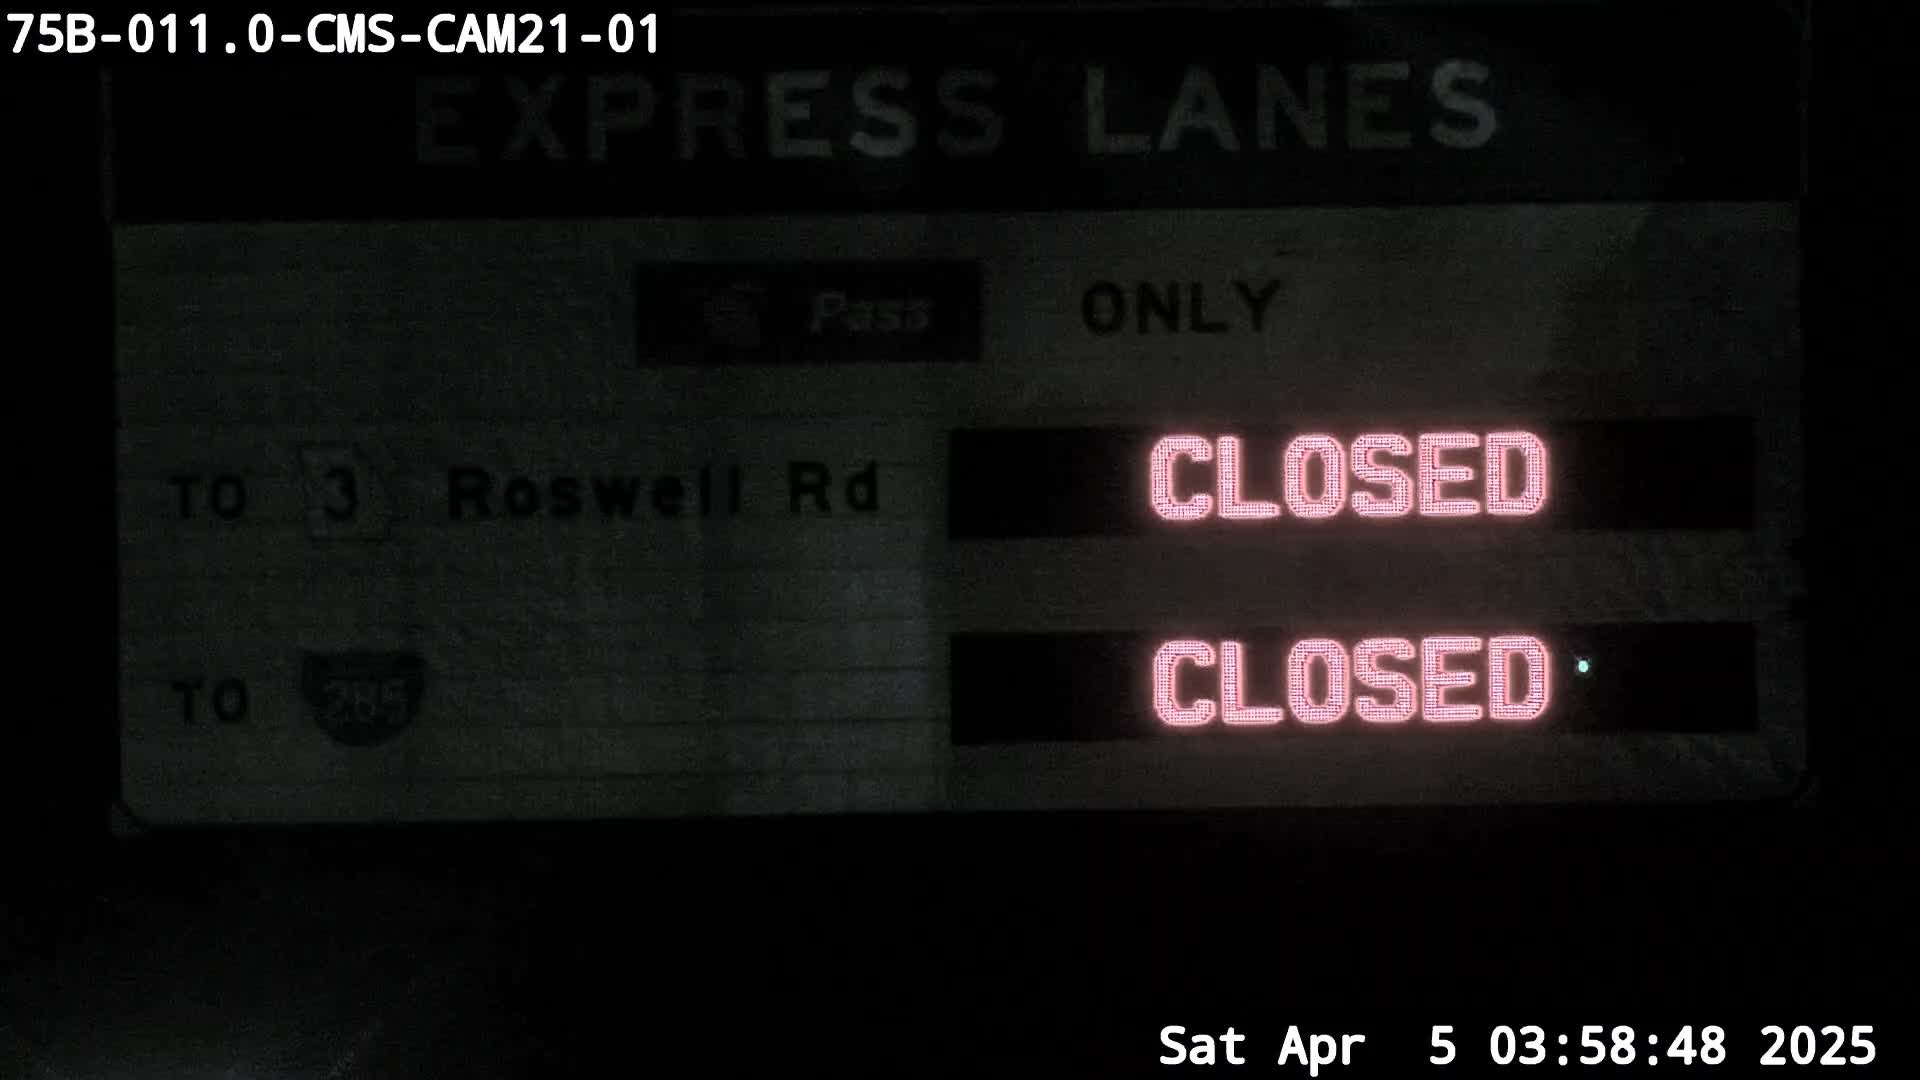 75B-011.0-CMS-CAM21-01
EXPRESS LANES
Pass ONLY
TO 3 Roswell Rd CLOSED
TO 285 CLOSED
Sat Apr 5 03:58:48 2025